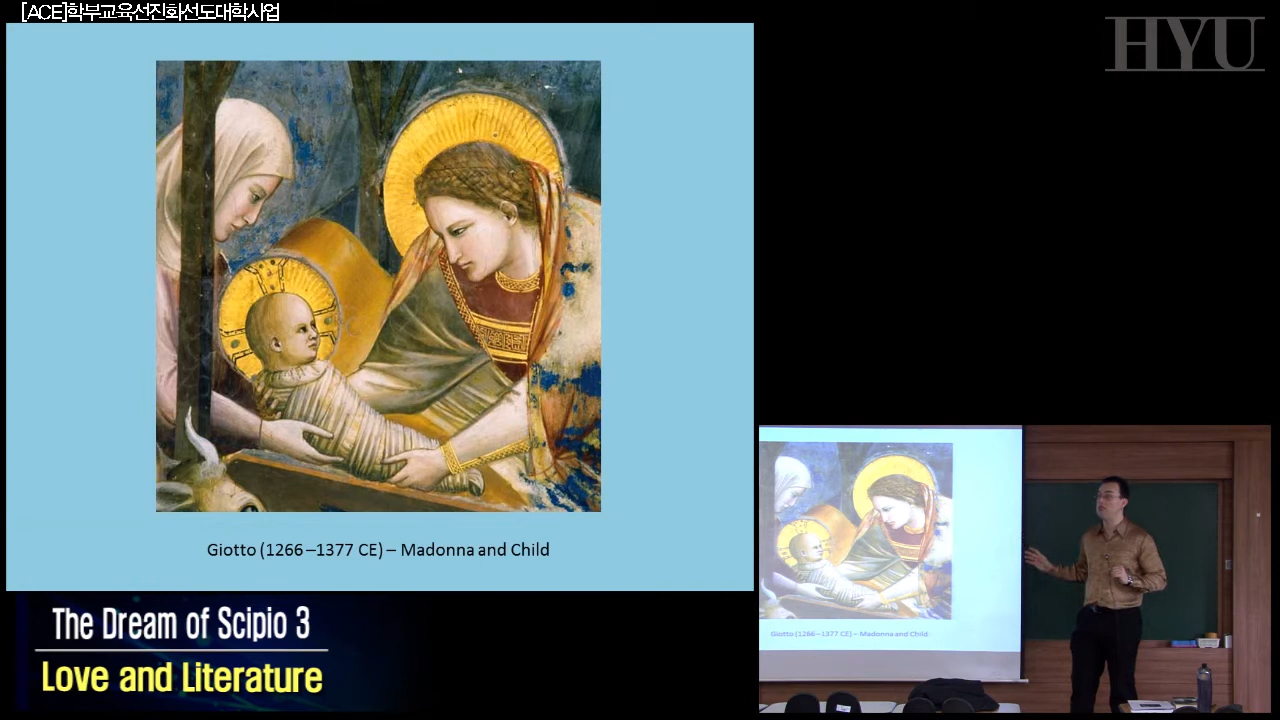 [ACE]학부교육선진화선도대학사업
HYU
Giotto (1266–1377 CE) – Madonna and Child
Giotto (1266–1377 CE) – Madonna and Child
The Dream of Scipio 3
Love and Literature